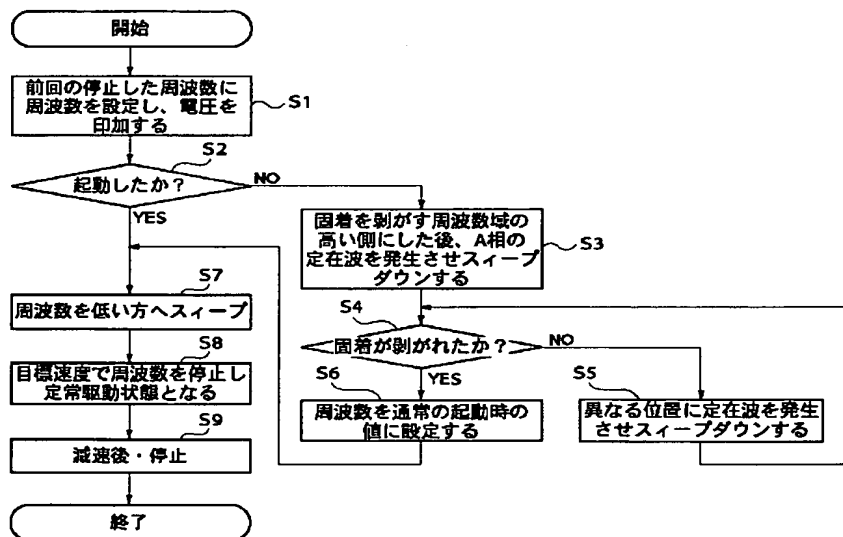 開始
前回の停止した周波数に
周波数を設定し、電圧を
印加する
S1
S2
起動したか?
NO
YES
固着を剥がす周波数域の
高い側にした後、A相の
定在波を発生させスィープ
ダウンする
S3
S7
周波数を低い方へスィープ
S4
固着が剥がれたか?
NO
YES
S8
目標速度で周波数を停止し
定常駆動状態となる
S6
周波数を通常の起動時の
値に設定する
S5
異なる位置に定在波を発生
させスィープダウンする
S9
減速後・停止
終了